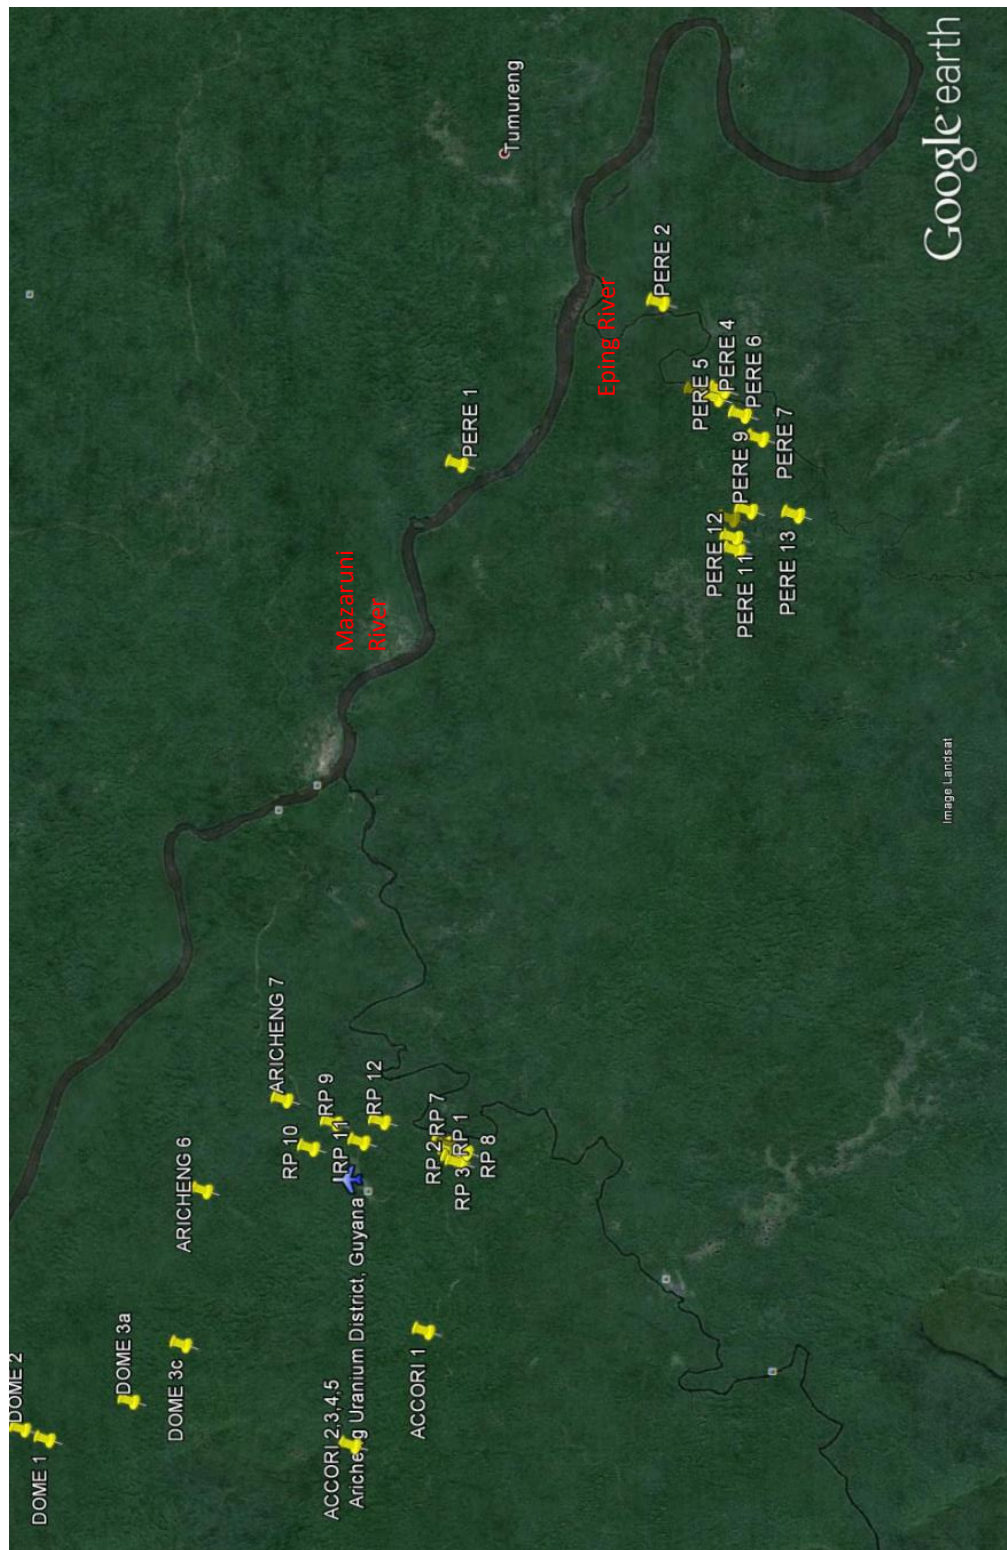 DOME 2
DOME 1
DOME 3a
DOME 3c
ARICHENG 6
ARICHENG 7
RP 10
RP 9
ACCORI 2,3,4,5
RP 11
Mazaruni
River
Aricheng Uranium District, Guyana
RP 12
ACCORI 1
RP 2
RP 7
RP 1
RP 3
PERE 1
RP 8
Tumureng
Eping River
PERE 2
PERE 5
PERE 12
PERE 4
PERE 9
PERE 11
PERE 6
PERE 7
PERE 13
Image Landsat
Google earth